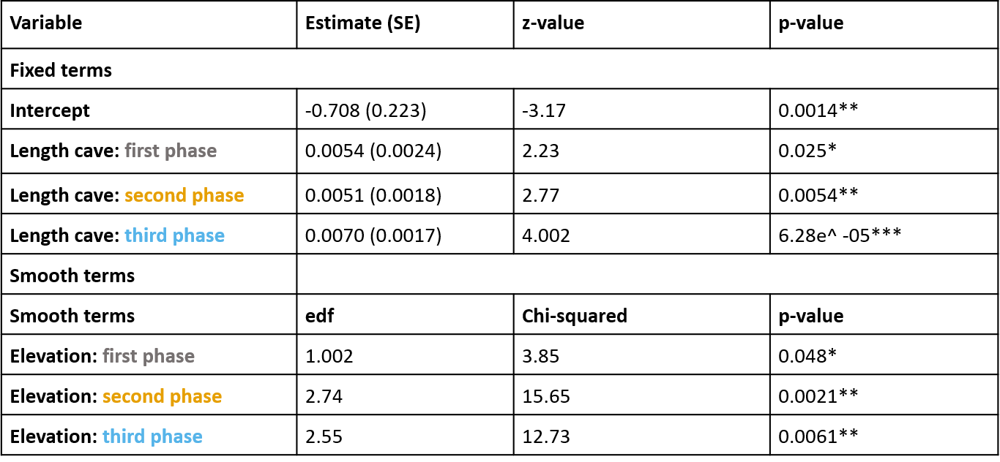 Variable Estimate (SE) z-value p-value
Fixed terms
Intercept -0.708 (0.223) -3.17 0.0014**
Length cave: first phase 0.0054 (0.0024) 2.23 0.025*
Length cave: second phase 0.0051 (0.0018) 2.77 0.0054**
Length cave: third phase 0.0070 (0.0017) 4.002 6.28e^ -05***
Smooth terms
Smooth terms edf Chi-squared p-value
Elevation: first phase 1.002 3.85 0.048*
Elevation: second phase 2.74 15.65 0.0021**
Elevation: third phase 2.55 12.73 0.0061**